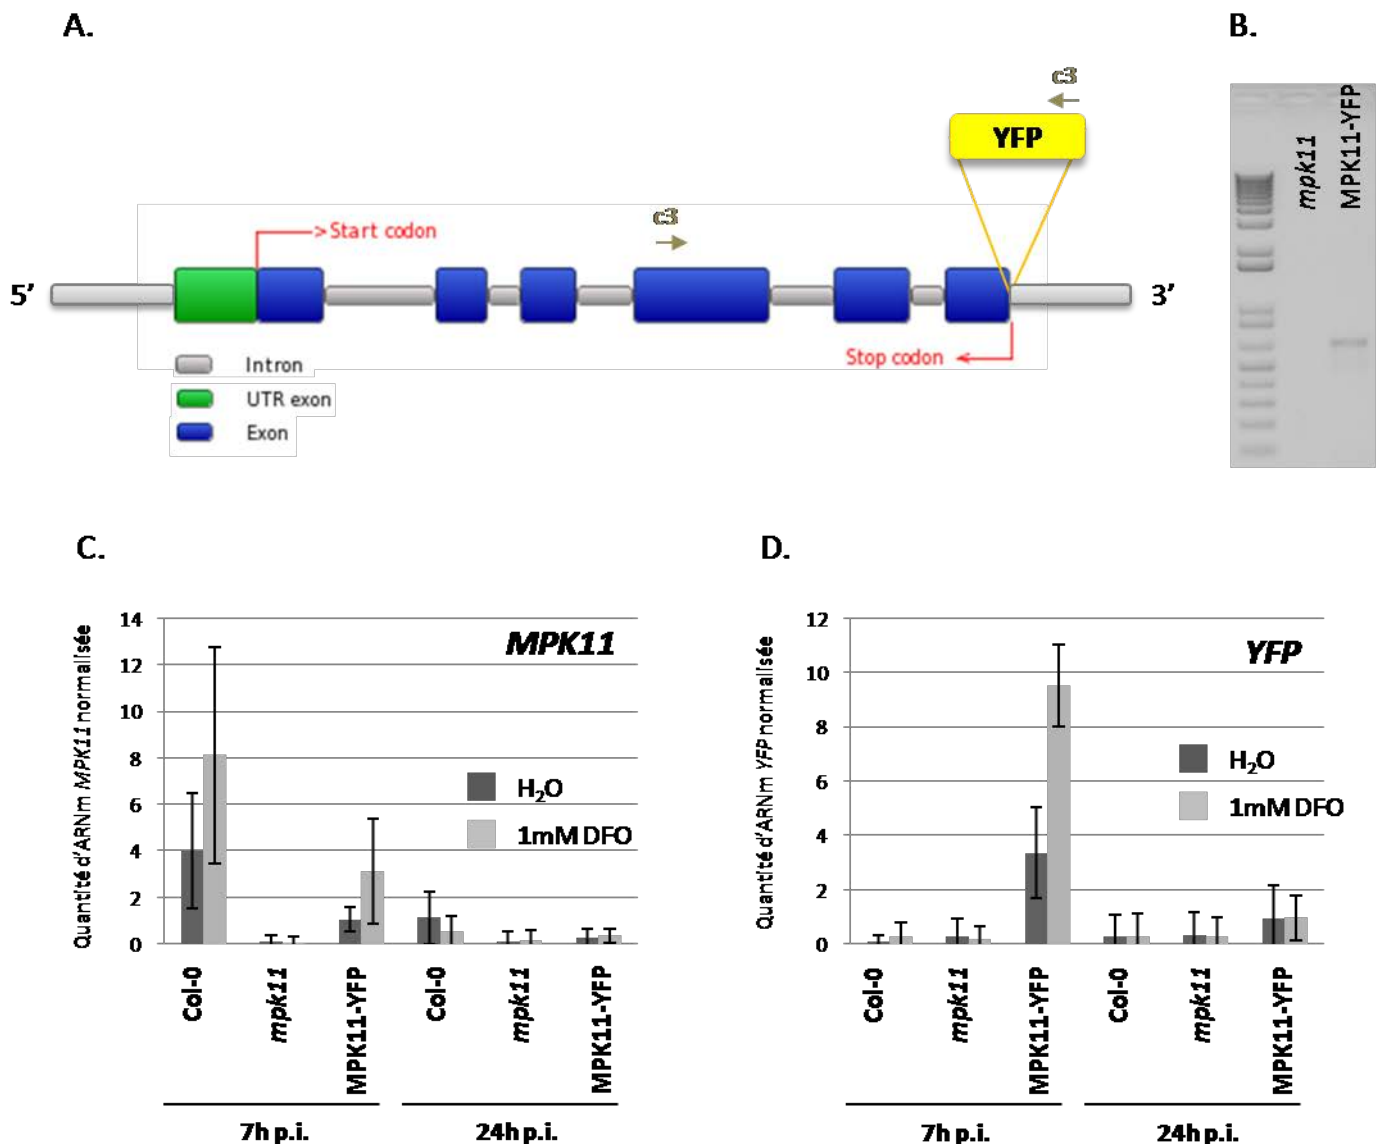 A.
B.
c3
YFP
mpk11
MPK11-YFP
c3
Start codon
5’
3’
Stop codon
Intron
UTR exon
Exon
C.
D.
Quantité d’ARNm MPK11 normalisée
14
12
10
8
6
4
2
0
MPK11
H₂O
1mM DFO
Col-0
mpk11
MPK11-YFP
Col-0
mpk11
MPK11-YFP
7h p.i.
24h p.i.
Quantité d’ARNm YFP normalisée
12
10
8
6
4
2
0
YFP
H₂O
1mM DFO
Col-0
mpk11
MPK11-YFP
Col-0
mpk11
MPK11-YFP
7h p.i.
24h p.i.